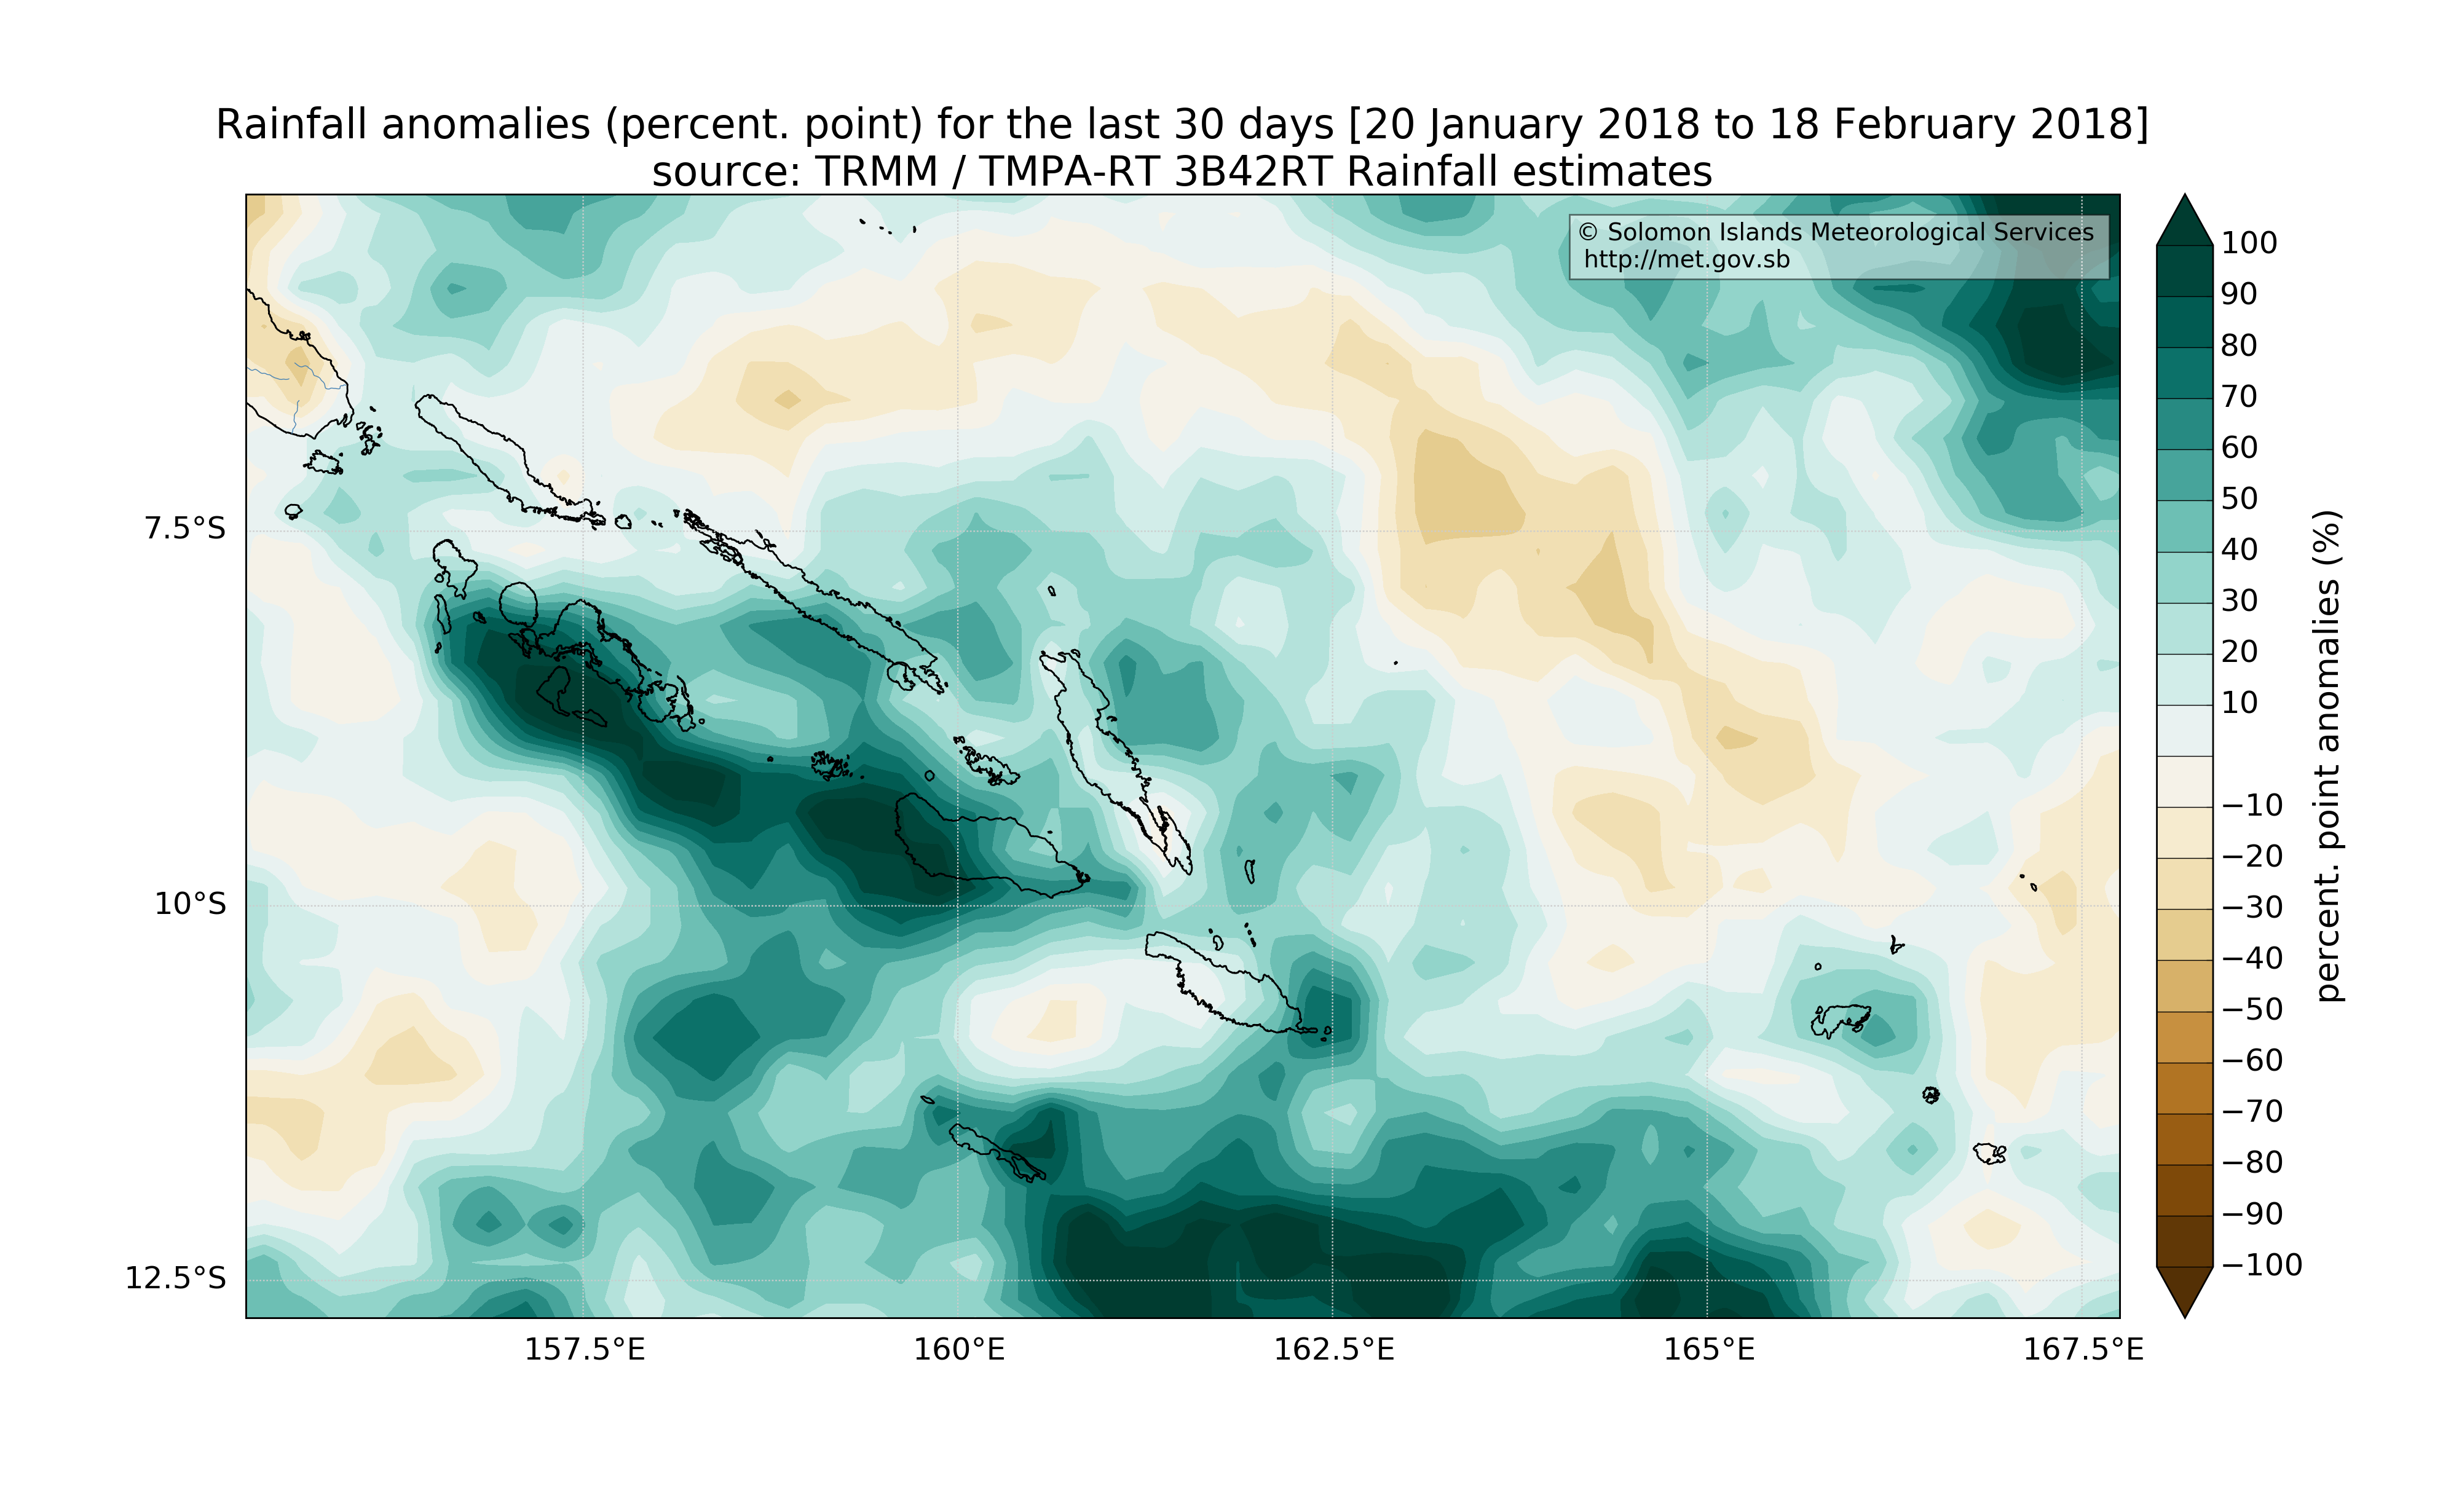 Rainfall anomalies (percent. point) for the last 30 days [20 January 2018 to 18 February 2018]
source: TRMM / TMPA-RT 3B42RT Rainfall estimates
© Solomon Islands Meteorological Services
http://met.gov.sb
7.5°S
10°S
12.5°S
157.5°E
160°E
162.5°E
165°E
167.5°E
100
90
80
70
60
50
40
30
20
10
−10
−20
−30
−40
−50
−60
−70
−80
−90
−100
percent. point anomalies (%)